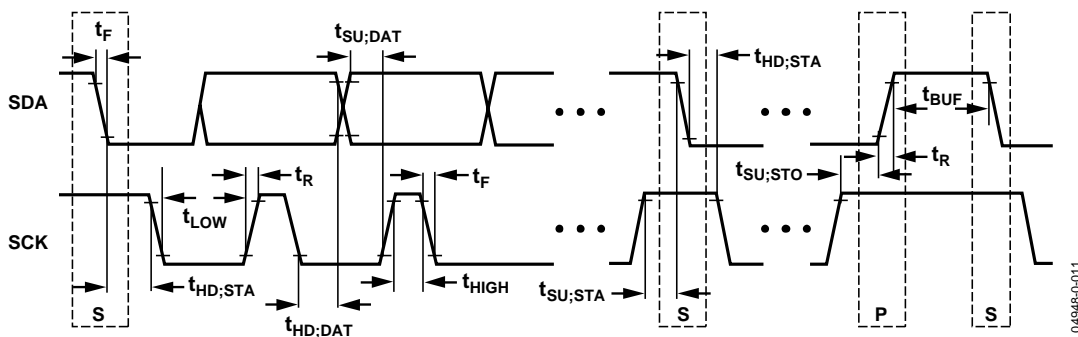 tF
tSU;DAT
tHD;STA
SDA
tBUF
tR
tF
tSU;STO
tR
tLOW
SCK
tHD;STA
tHIGH
tSU;STA
tHD;DAT
S
S
P
S
04948-0-011